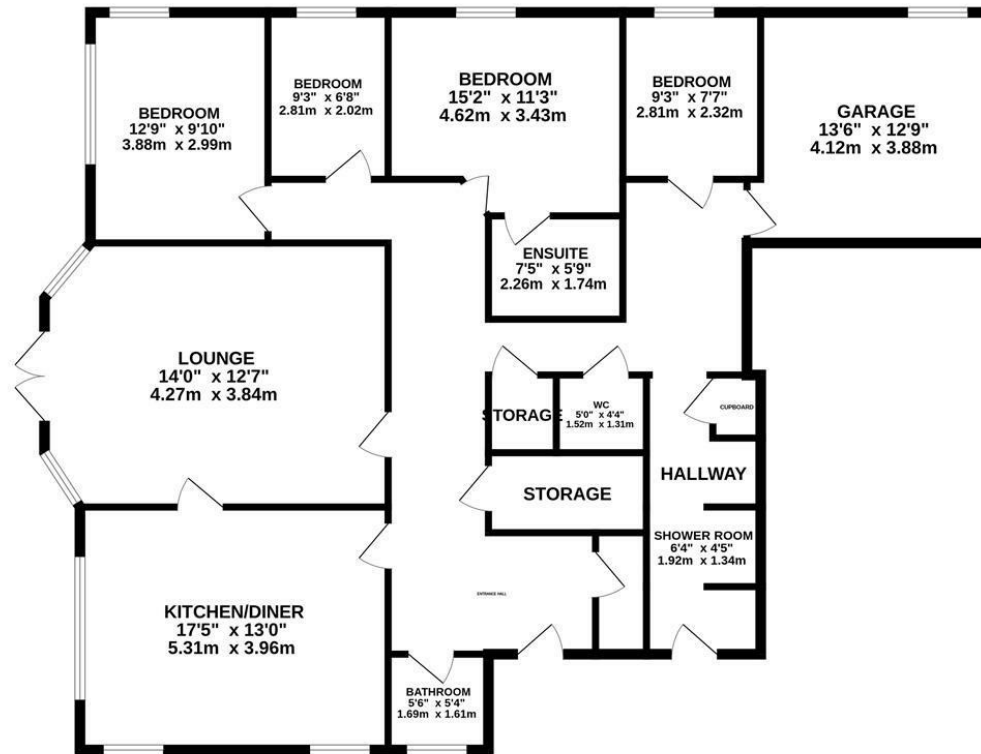 BEDROOM
12'9" x 9'10"
3.88m x 2.99m
BEDROOM
9'3" x 6'8"
2.81m x 2.02m
BEDROOM
15'2" x 11'3"
4.62m x 3.43m
BEDROOM
9'3" x 7'7"
2.81m x 2.32m
GARAGE
13'6" x 12'9"
4.12m x 3.88m
ENSUITE
7'5" x 5'9"
2.26m x 1.74m
LOUNGE
14'0" x 12'7"
4.27m x 3.84m
STORAGE
WC
5'0" x 4'4"
1.52m x 1.31m
CUPBOARD
HALLWAY
STORAGE
SHOWER ROOM
6'4" x 4'5"
1.92m x 1.34m
ENTRANCE HALL
KITCHEN/DINER
17'5" x 13'0"
5.31m x 3.96m
BATHROOM
5'6" x 5'4"
1.69m x 1.61m